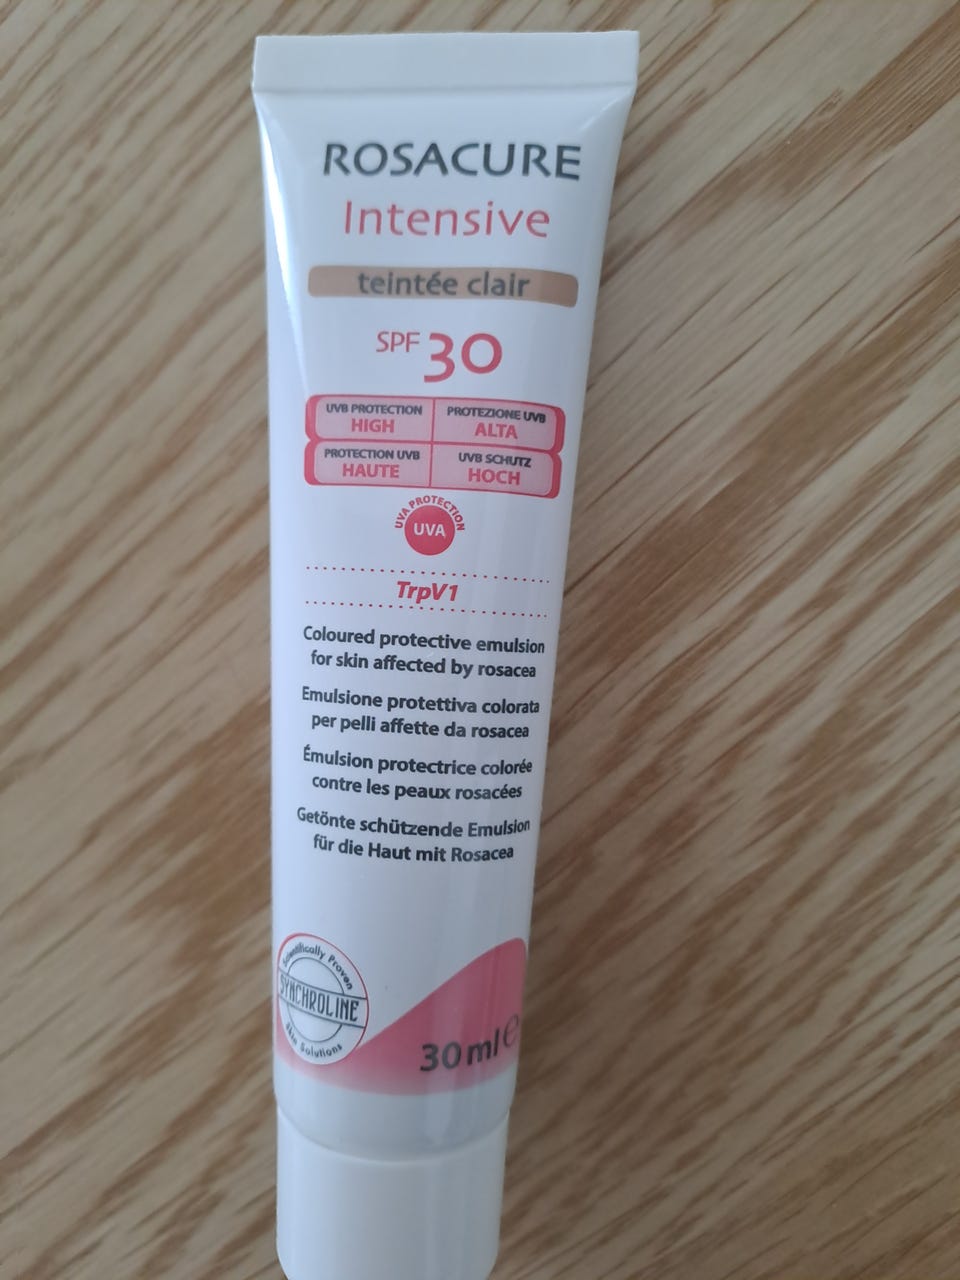 ROSACURE
Intensive
teintée clair
SPF 30
UVB PROTECTION
HIGH
PROTEZIONE UVB
ALTA
PROTECTION UVB
HAUTE
UVB SCHUTZ
HOCH
UVA PROTECTION
UVA
TrpV1
Coloured protective emulsion
for skin affected by rosacea
Emulsione protettiva colorata
per pelli affette da rosacea
Émulsion protectrice colorée
contre les peaux rosacées
Getönte schützende Emulsion
für die Haut mit Rosacea
Scientifically Proven
SYNCHROLINE
Skin Solutions
30 ml e